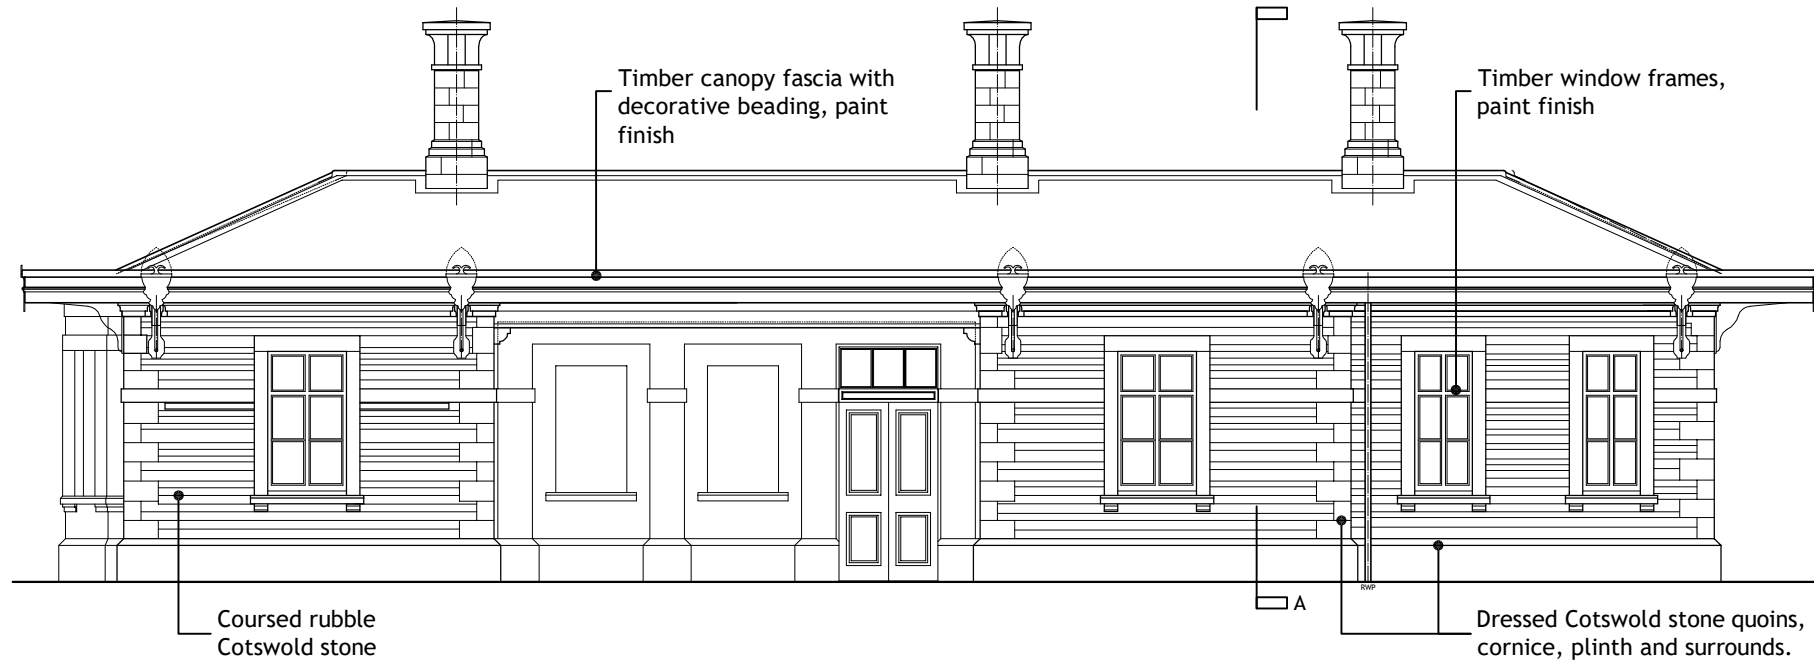 Timber canopy fascia with
decorative beading, paint
finish
Timber window frames,
paint finish
RWP
A
Coursed rubble
Cotswold stone
Dressed Cotswold stone quoins,
cornice, plinth and surrounds.